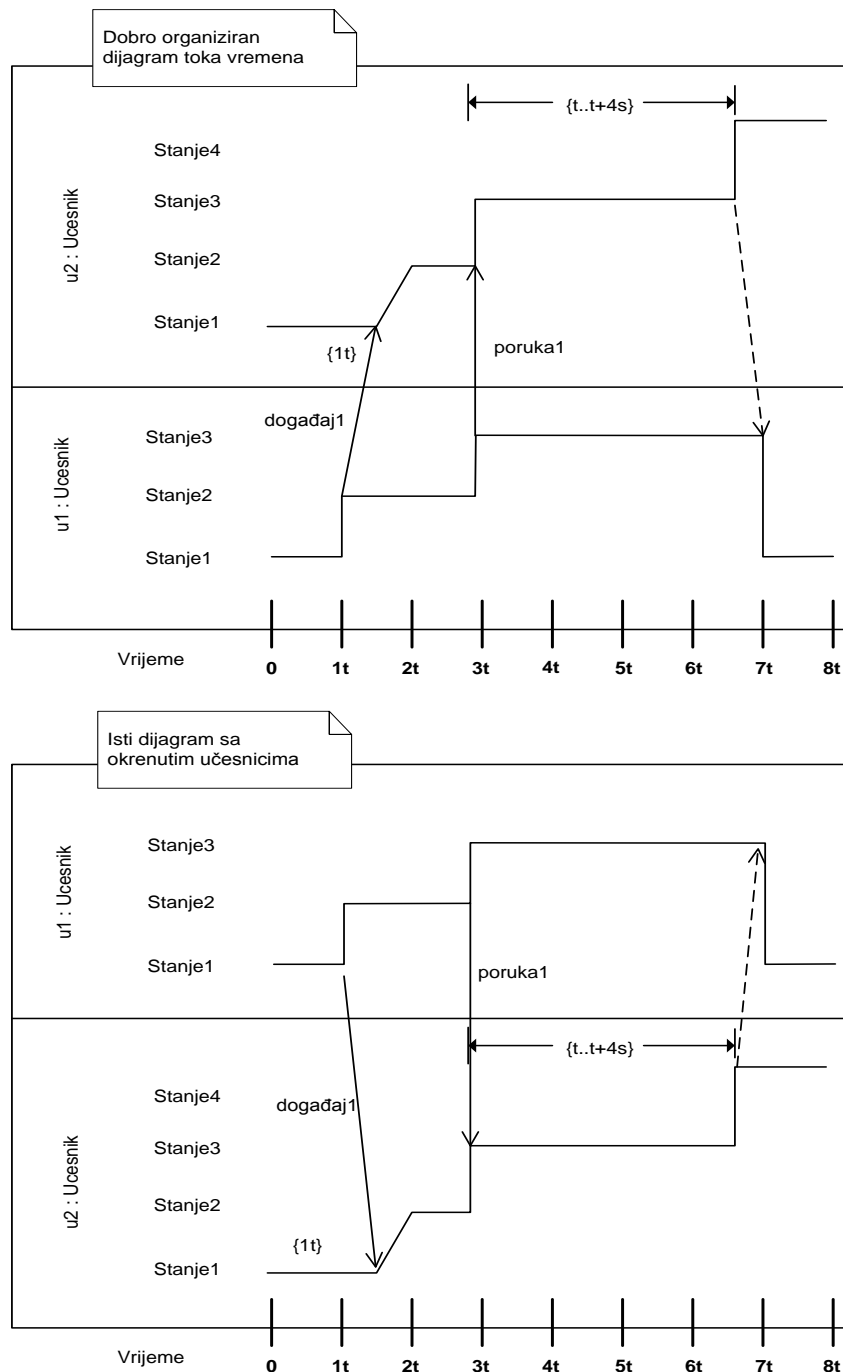 Dobro organiziran
dijagram toka vremena
{t..t+4s}
Stanje4
Stanje3
Stanje2
Stanje1
u2 : Ucesnik
{1t}
poruka1
događaj1
Stanje3
Stanje2
Stanje1
u1 : Ucesnik
Vrijeme
0 1t 2t 3t 4t 5t 6t 7t 8t
Isti dijagram sa
okrenutim učesnicima
Stanje3
Stanje2
Stanje1
u1 : Ucesnik
poruka1
{t..t+4s}
Stanje4
događaj1
Stanje3
Stanje2
Stanje1
u2 : Ucesnik
{1t}
Vrijeme
0 1t 2t 3t 4t 5t 6t 7t 8t